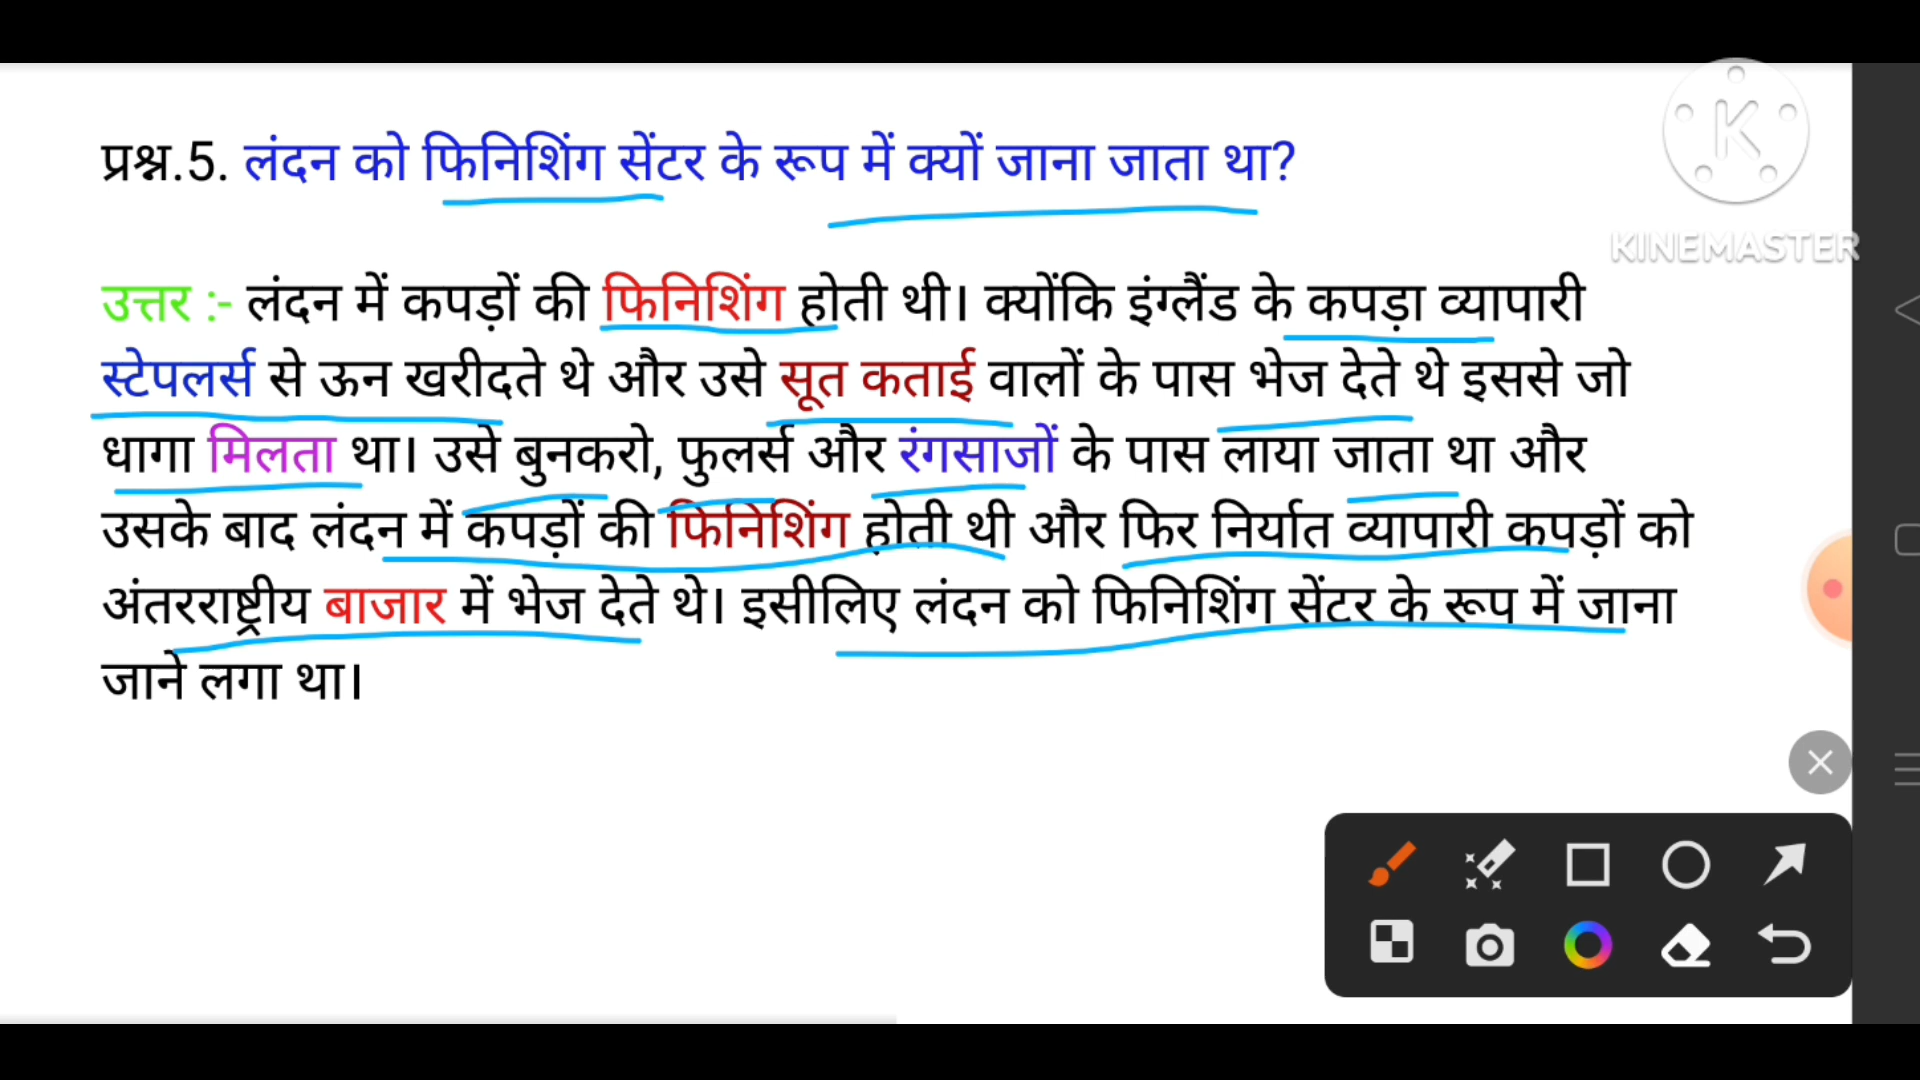 प्रश्न.5. लंदन को फिनिशिंग सेंटर के रूप में क्यों जाना जाता था?
KINEMASTER
उत्तर :- लंदन में कपड़ों की फिनिशिंग होती थी। क्योंकि इंग्लैंड के कपड़ा व्यापारी
स्टेपलर्स से ऊन खरीदते थे और उसे सूत कताई वालों के पास भेज देते थे इससे जो
धागा मिलता था। उसे बुनकरो, फुलर्स और रंगसाजों के पास लाया जाता था और
उसके बाद लंदन में कपड़ों की फिनिशिंग होती थी और फिर निर्यात व्यापारी कपड़ों को
अंतरराष्ट्रीय बाजार में भेज देते थे। इसीलिए लंदन को फिनिशिंग सेंटर के रूप में जाना
जाने लगा था।